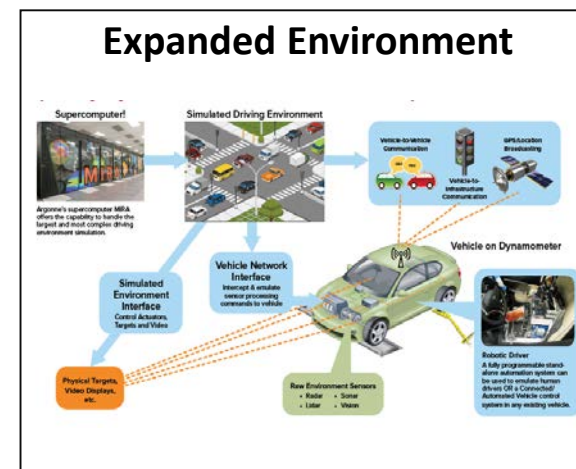 Expanded Environment
Supercomputer!
Argonne's supercomputer MIRA
offers the capability to handle the
largest and most complex driving
environment simulation.
Simulated Driving Environment
Vehicle-to-Vehicle
Communication
Vehicle-to-
Infrastructure
Communication
GPS/Location
Broadcasting
Simulated
Environment
Interface
Control Actuators,
Targets and Video
Vehicle Network
Interface
Intercept & emulate
sensor processing
commands to vehicle
Vehicle on Dynamometer
Physical Targets,
Video Displays,
etc.
Raw Environment Sensors
• Radar • Sonar
• Lidar • Vision
Robotic Driver
A fully programmable stand-
alone automation system can
be used to emulate human
drivers OR a Connected/
Automated Vehicle control
system in any existing vehicle.